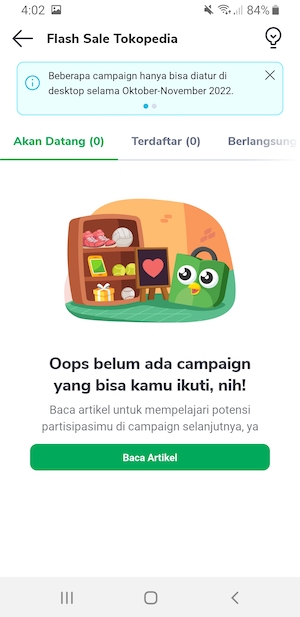 4:02
84%
Flash Sale Tokopedia
Beberapa campaign hanya bisa diatur di
desktop selama Oktober-November 2022.
Akan Datang (0) Terdaftar (0) Berlangsung
Oops belum ada campaign
yang bisa kamu ikuti, nih!
Baca artikel untuk mempelajari potensi
partisipasimu di campaign selanjutnya, ya
Baca Artikel